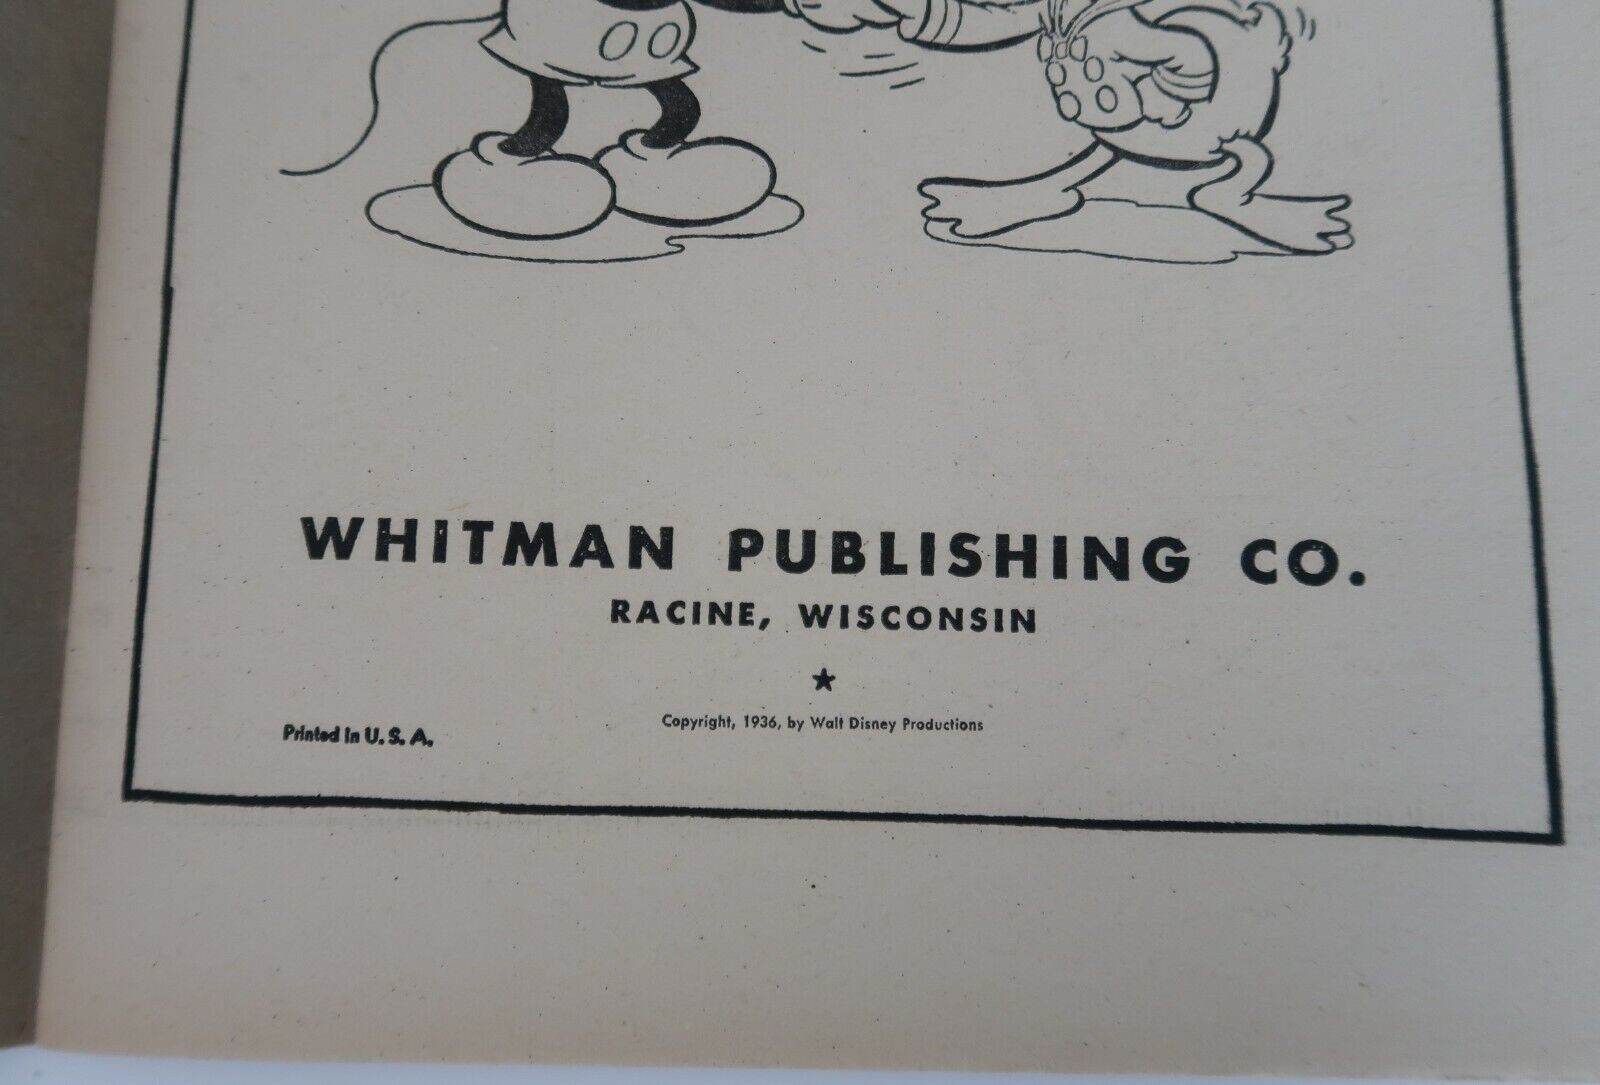 WHITMAN PUBLISHING CO.
RACINE, WISCONSIN
Copyright, 1936, by Walt Disney Productions
Printed in U. S. A.